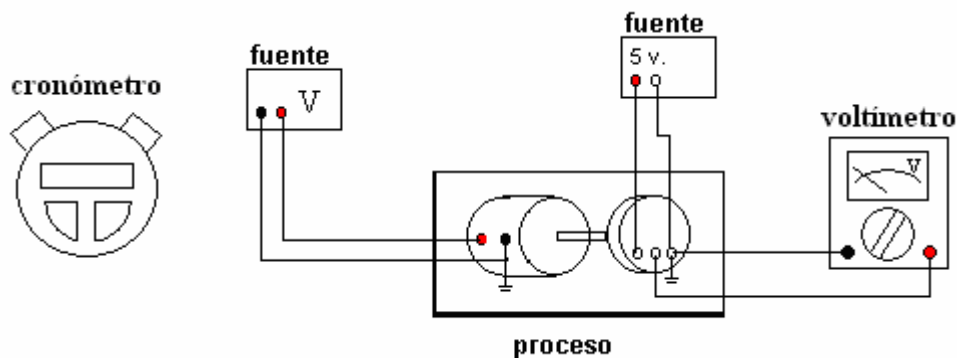 fuente
5 v.
fuente
V
cronómetro
voltímetro
V
proceso